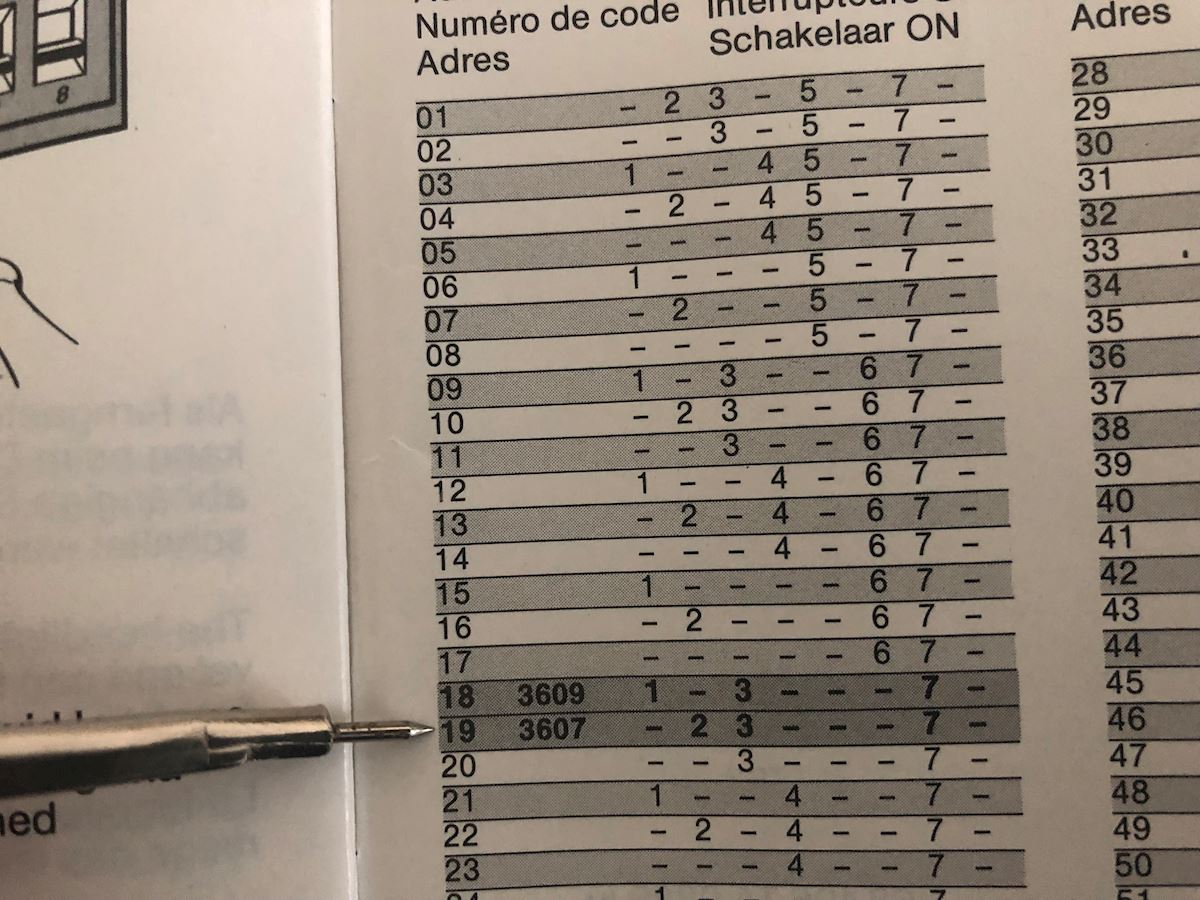 8
Numéro de code
Adres
Schakelaar ON
01 – 2 3 – 5 – 7 –
02 – – 3 – 5 – 7 –
03 1 – – 4 5 – 7 –
04 – 2 – 4 5 – 7 –
05 – – – 4 5 – 7 –
06 1 – – – 5 – 7 –
07 – 2 – – 5 – 7 –
08 – – – – 5 – 7 –
09 1 – 3 – – 6 7 –
10 – 2 3 – – 6 7 –
11 – – 3 – – 6 7 –
12 1 – – 4 – 6 7 –
13 – 2 – 4 – 6 7 –
14 – – – 4 – 6 7 –
15 1 – – – – 6 7 –
16 – 2 – – – 6 7 –
17 – – – – – 6 7 –
18 3609 1 – 3 – – – 7 –
19 3607 – 2 3 – – – 7 –
20 – – 3 – – – 7 –
21 1 – – 4 – – 7 –
22 – 2 – 4 – – 7 –
23 – – – 4 – – 7 –
Adres
28
29
30
31
32
33
34
35
36
37
38
39
40
41
42
43
44
45
46
47
48
49
50